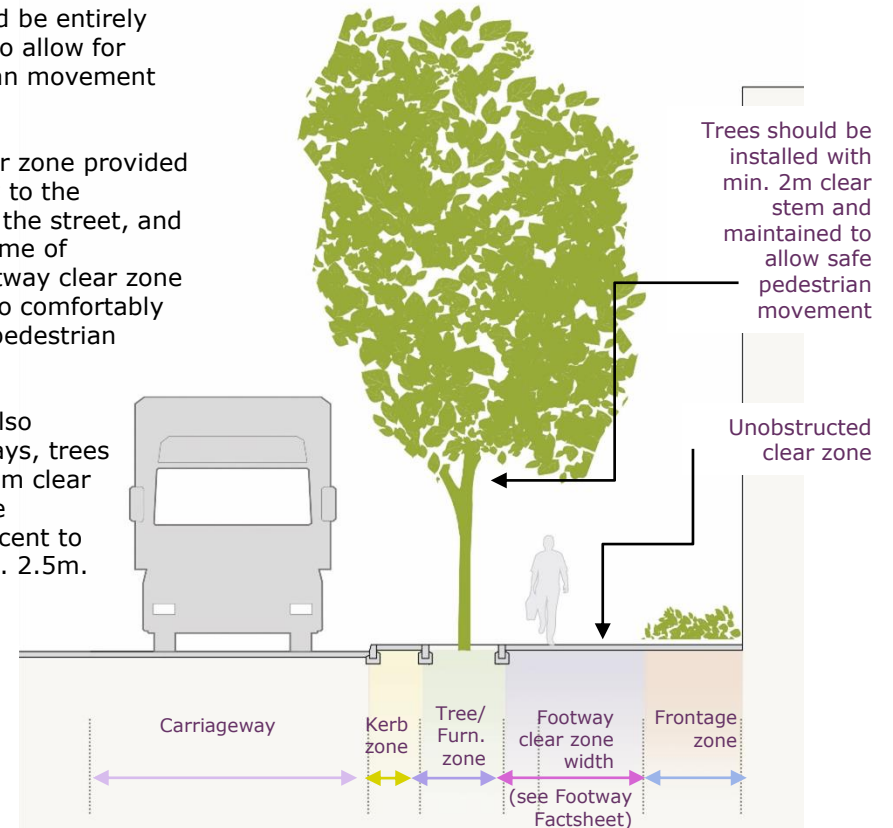 d be entirely
o allow for
an movement
r zone provided
to the
the street, and
me of
tway clear zone
o comfortably
pedestrian
lso
ays, trees
m clear
e
cent to
. 2.5m.
Trees should be
installed with
min. 2m clear
stem and
maintained to
allow safe
pedestrian
movement
Unobstructed
clear zone
Carriageway
Kerb
zone
Tree/
Furn.
zone
Footway
clear zone
width
(see Footway
Factsheet)
Frontage
zone